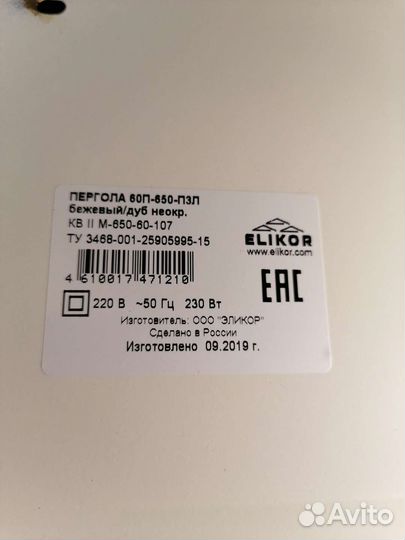 ПЕРГОЛА 60П-650-П3Л
бежевый/дуб неокр.
КВ II М-650-60-107
ТУ 3468-001-25905995-15
ELIKOR
www.elikor.com
4 610017 471210
EAC
220 В ~50 Гц 230 Вт
Изготовитель: ООО "ЭЛИКОР"
Сделано в России
Изготовлено 09.2019 г.
Avito